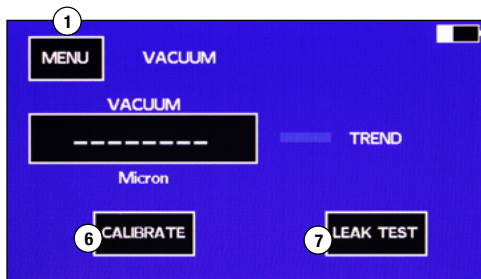 1
MENU VACUUM
VACUUM
--------
TREND
Micron
6 CALIBRATE 7 LEAK TEST